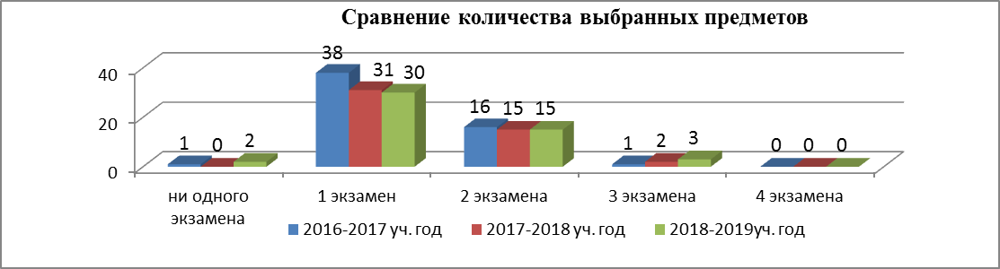 Сравнение количества выбранных предметов
38
31 30
40
16 15 15
20
1 0 2
1 2 3
0 0 0
0
ни одного экзамена
1 экзамен
2 экзамена
3 экзамена
4 экзамена
2016-2017 уч. год
2017-2018 уч. год
2018-2019уч. год